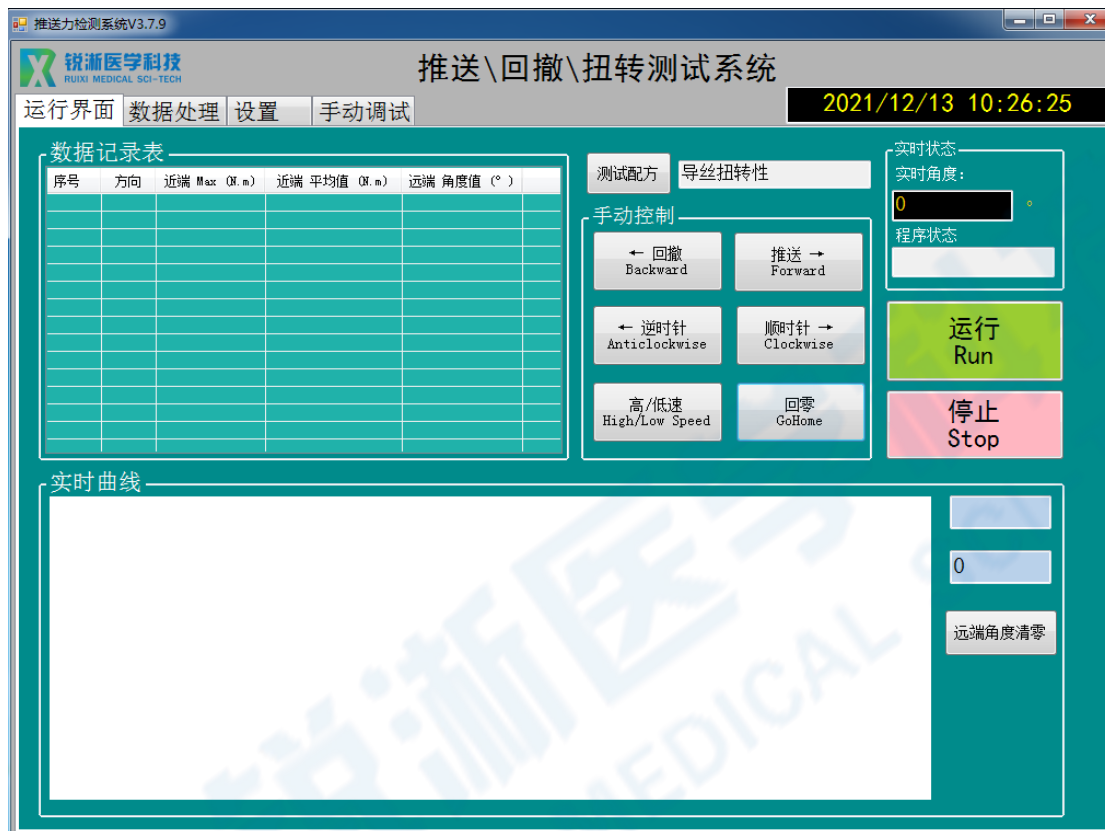 推送力检测系统V3.7.9
锐淅医学科技
RUIXI MEDICAL SCI-TECH
推送\回撤\扭转测试系统
运行界面 数据处理 设置 手动调试
2021/12/13 10:26:25
数据记录表
序号 方向 近端 Max (N.m) 近端 平均值 (N.m) 远端 角度值 (°)
测试配方 导丝扭转性
手动控制
← 回撤
Backward
推送 →
Forward
← 逆时针
Anticlockwise
顺时针 →
Clockwise
高/低速
High/Low Speed
回零
GoHome
实时状态
实时角度:
0 °
程序状态
运行
Run
停止
Stop
实时曲线
0
远端角度清零
锐淅医学
MEDICAL SCI